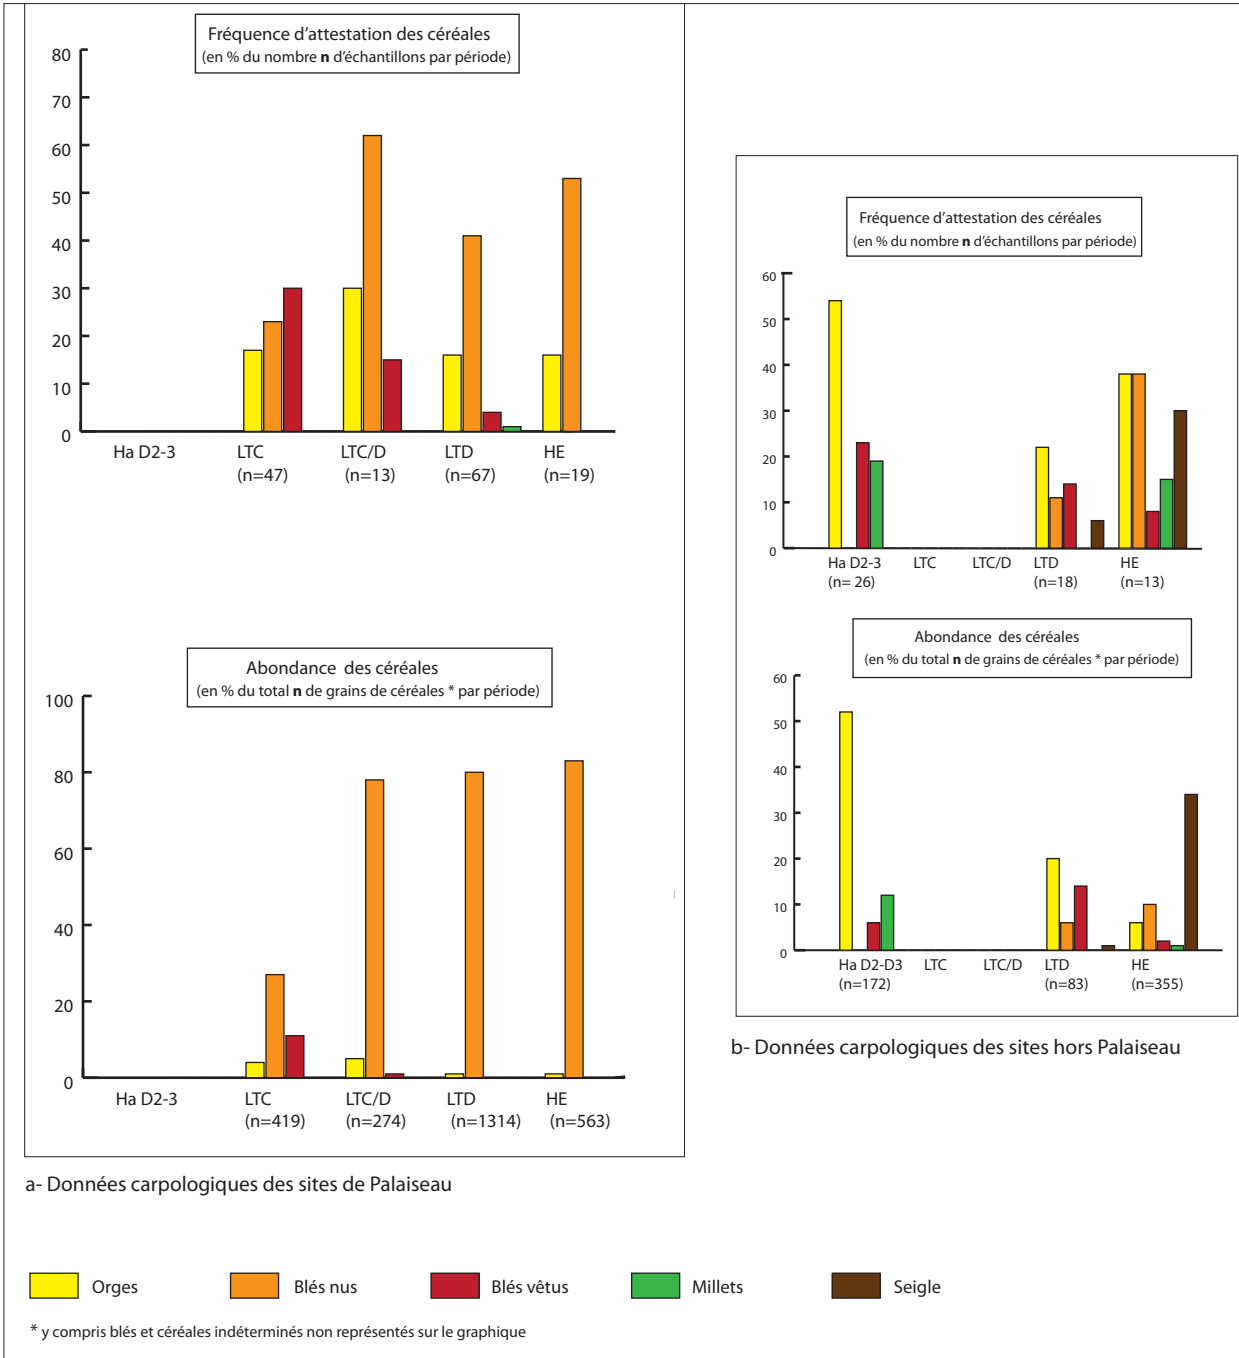 Fréquence d'attestation des céréales
(en % du nombre n d'échantillons par période)
80
70
60
50
40
30
20
10
0
Ha D2-3 LTC LTC/D LTD HE
(n=47) (n=13) (n=67) (n=19)
Abondance des céréales
(en % du total n de grains de céréales * par période)
100
80
60
40
20
0
Ha D2-3 LTC LTC/D LTD HE
(n=419) (n=274) (n=1314) (n=563)
a- Données carpologiques des sites de Palaiseau
Fréquence d'attestation des céréales
(en % du nombre n d'échantillons par période)
60
50
40
30
20
10
0
Ha D2-3 LTC LTC/D LTD HE
(n= 26) (n=18) (n=13)
Abondance des céréales
(en % du total n de grains de céréales * par période)
60
50
40
30
20
10
0
Ha D2-D3 LTC LTC/D LTD HE
(n=172) (n=83) (n=355)
b- Données carpologiques des sites hors Palaiseau
Orges Blés nus Blés vêtus Millets Seigle
* y compris blés et céréales indéterminés non représentés sur le graphique